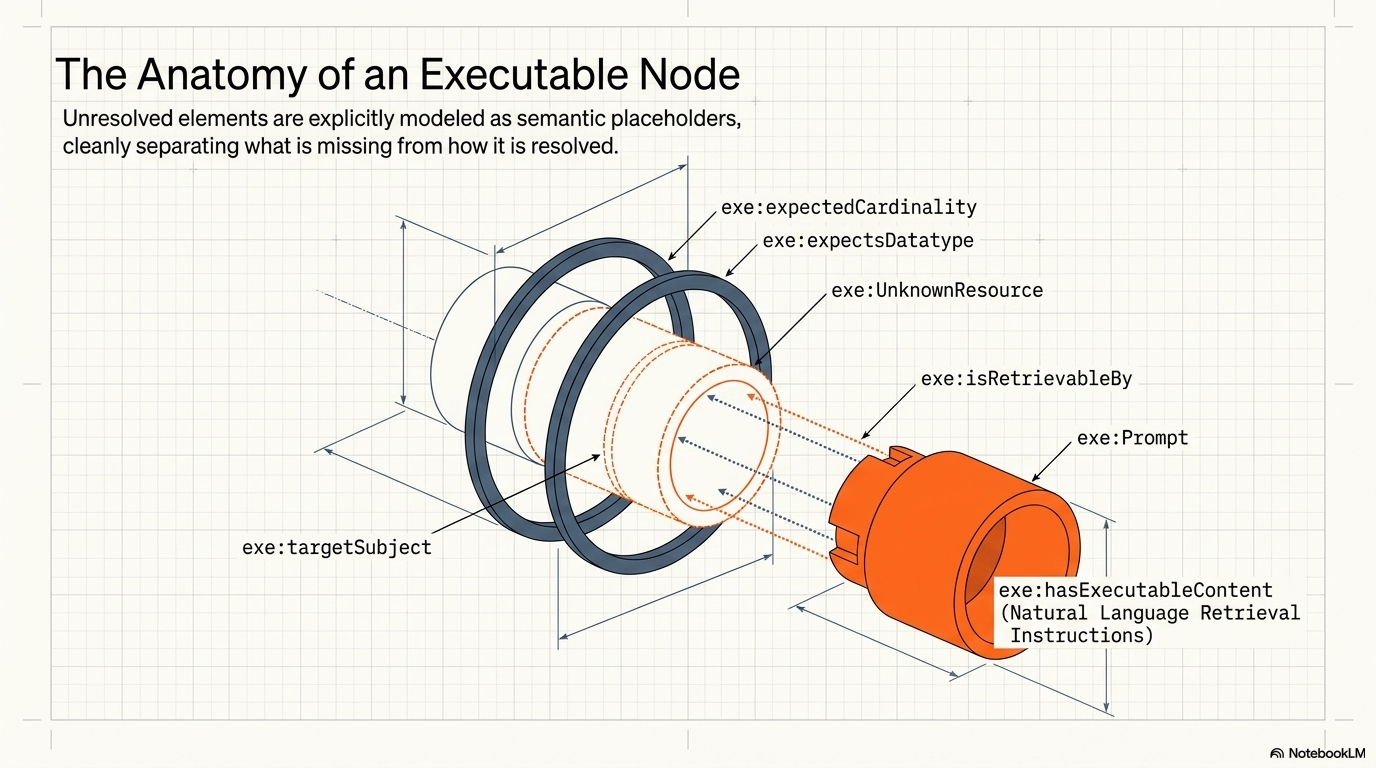 The Anatomy of an Executable Node
Unresolved elements are explicitly modeled as semantic placeholders,
cleanly separating what is missing from how it is resolved.
exe:expectedCardinality
exe:expectsDatatype
exe:UnknownResource
exe:isRetrievableBy
exe:Prompt
exe:targetSubject
exe:hasExecutableContent
(Natural Language Retrieval
Instructions)
NotebookLM